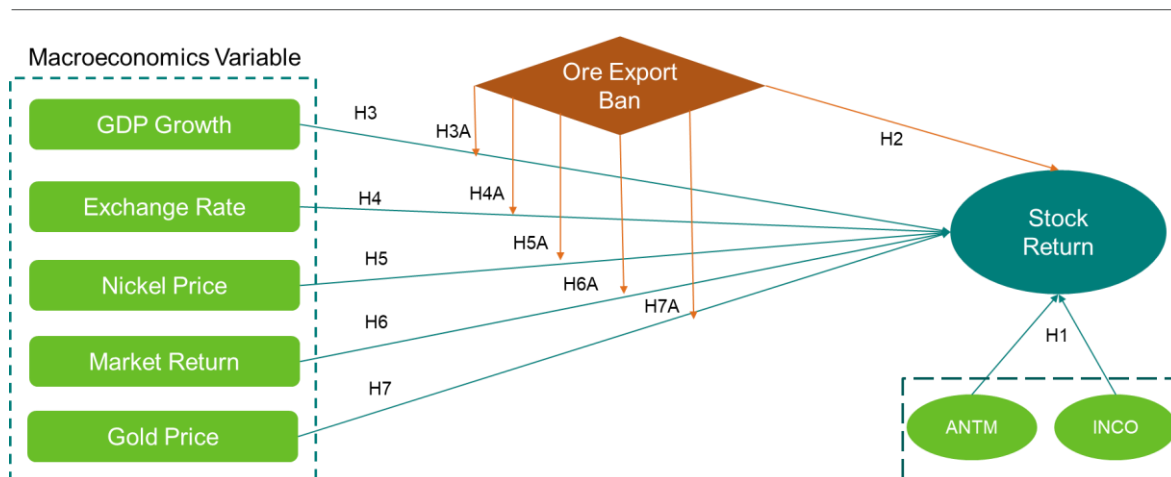 Macroeconomics Variable
GDP Growth
Exchange Rate
Nickel Price
Market Return
Gold Price
H3
H4
H5
H6
H7
Ore Export
Ban
H3A
H4A
H5A
H6A
H7A
H2
Stock
Return
H1
ANTM
INCO